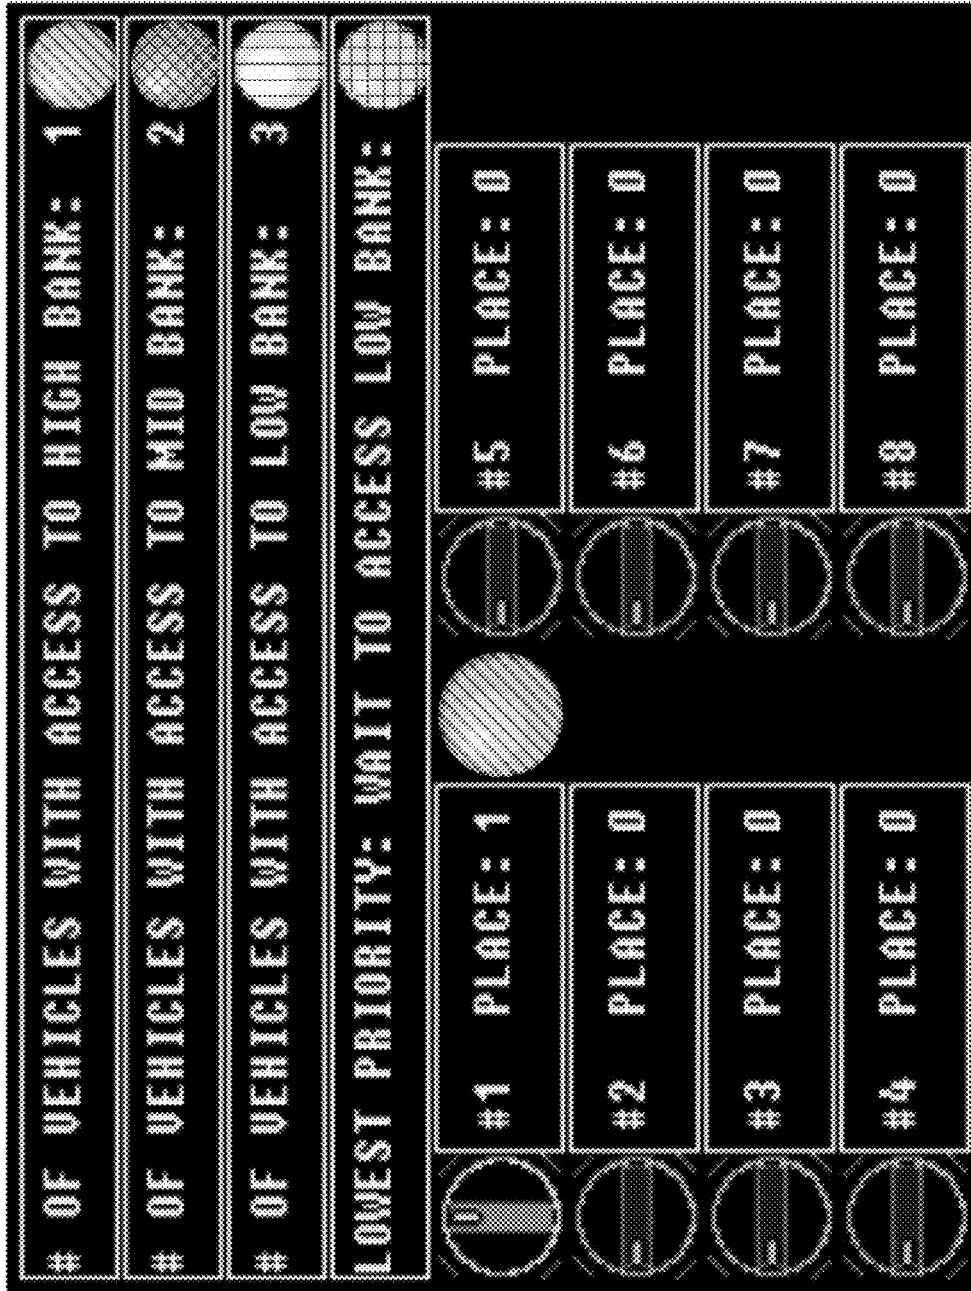 # OF VEHICLES WITH ACCESS TO HIGH BANK: 1
# OF VEHICLES WITH ACCESS TO MID BANK: 2
# OF VEHICLES WITH ACCESS TO LOW BANK: 3
LOWEST PRIORITY: WAIT TO ACCESS LOW BANK:
#1 PLACE: 1
#5 PLACE: 0
#2 PLACE: 0
#6 PLACE: 0
#3 PLACE: 0
#7 PLACE: 0
#4 PLACE: 0
#8 PLACE: 0